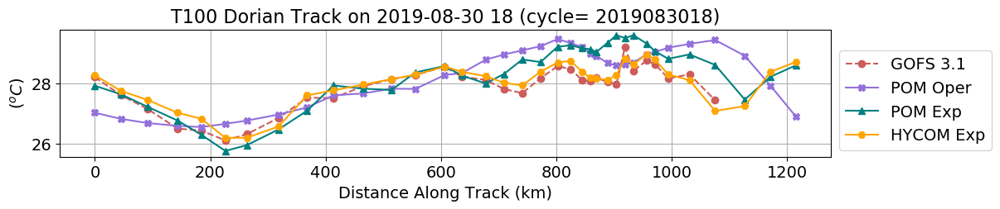 T100 Dorian Track on 2019-08-30 18 (cycle= 2019083018)
(°C)
28
26
0 200 400 600 800 1000 1200
Distance Along Track (km)
GOFS 3.1
POM Oper
POM Exp
HYCOM Exp